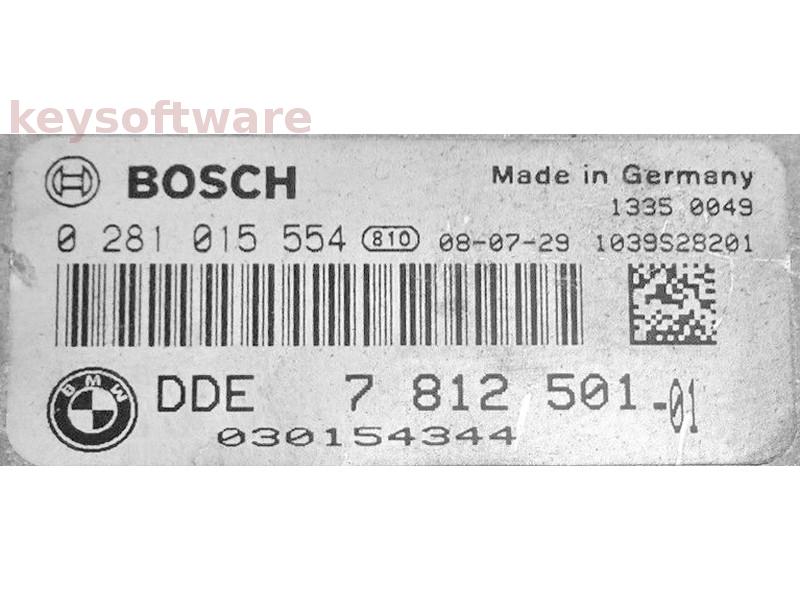 keysoftware
BOSCH Made in Germany
1335 0049
0 281 015 554 810 08-07-29 1039S28201
BMW DDE 7 812 501-01
030154344